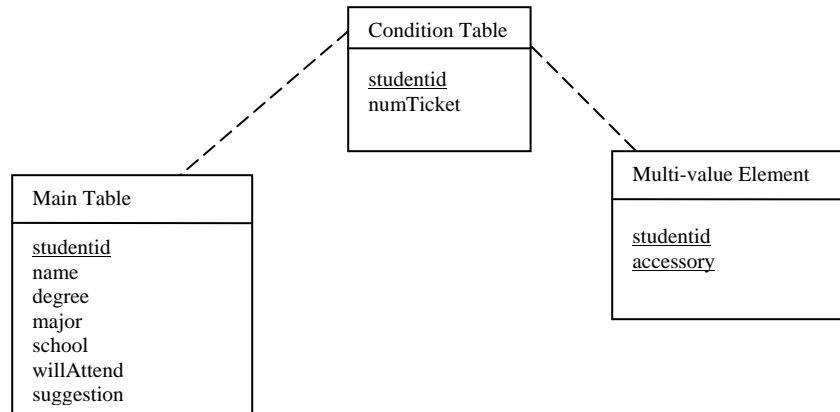 Condition Table
studentid
numTicket
Main Table
studentid
name
degree
major
school
willAttend
suggestion
Multi-value Element
studentid
accessory